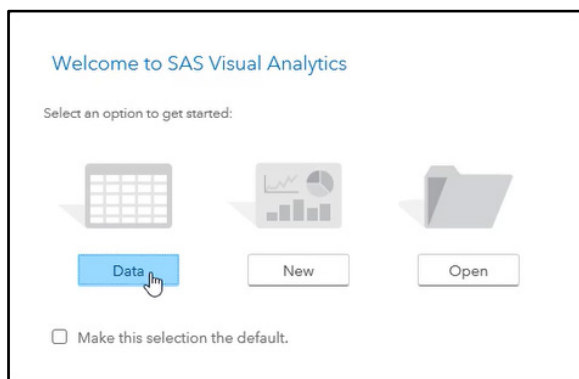 Welcome to SAS Visual Analytics
Select an option to get started:
Data New Open
Make this selection the default.